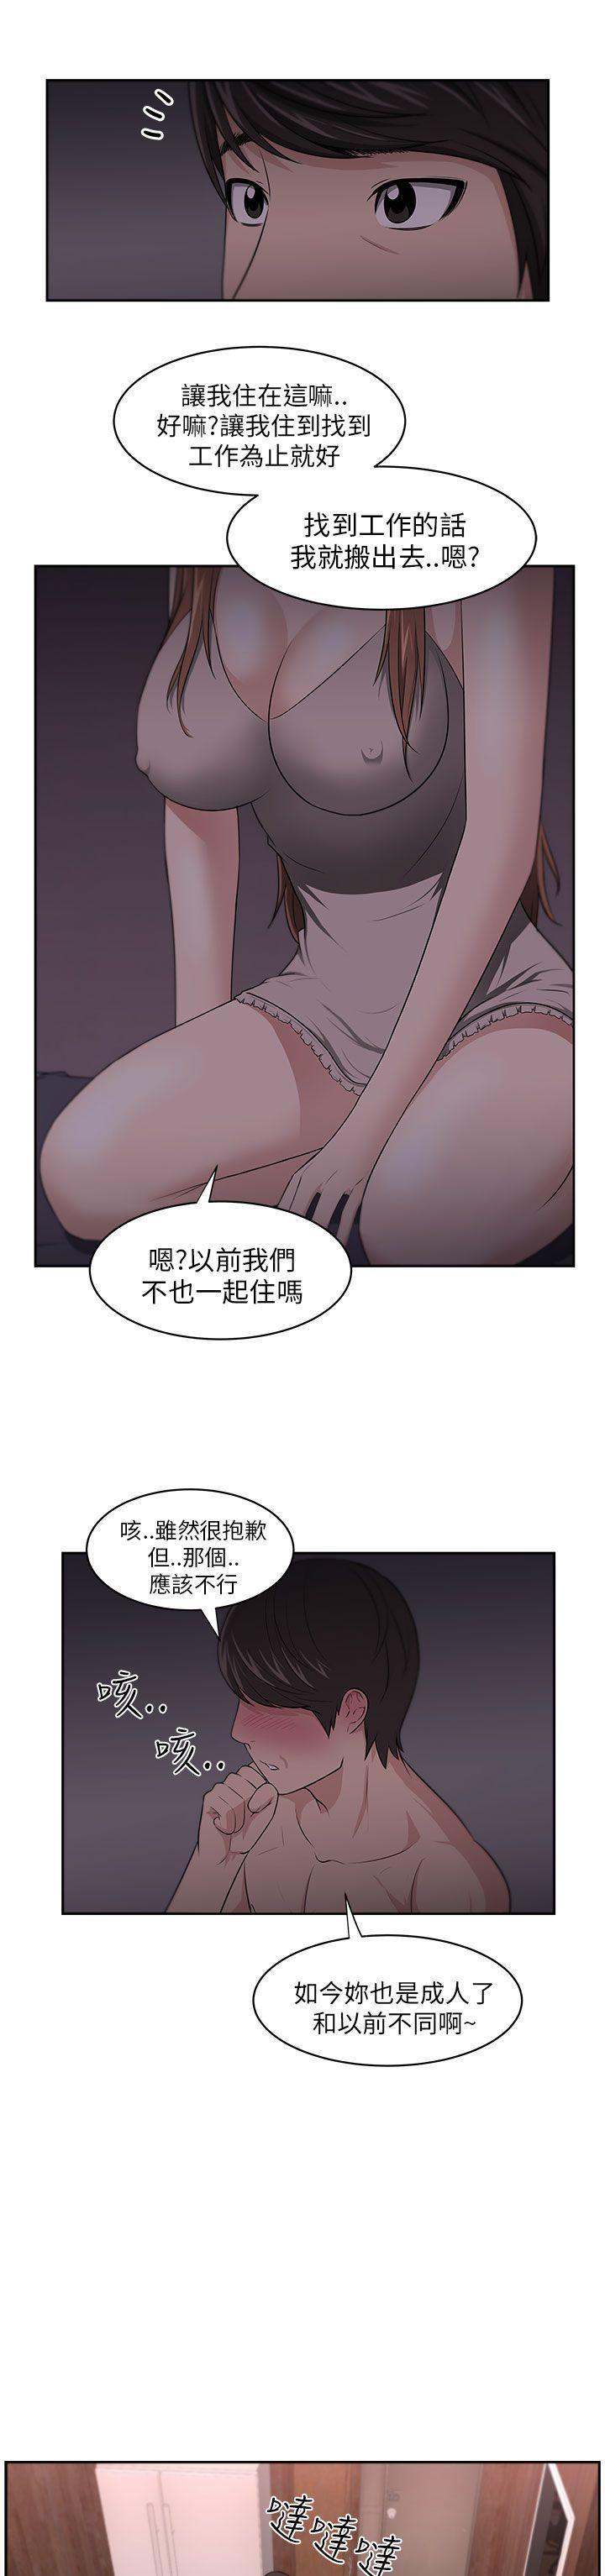 讓我住在這嘛..
好嘛?讓我住到找到
工作為止就好
找到工作的話
我就搬出去..嗯?
嗯?以前我們
不也一起住嗎
咳..雖然很抱歉
但..那個..
應該不行
咳..
咳..
如今妳也是成人了
和以前不同啊~
噠噠噠